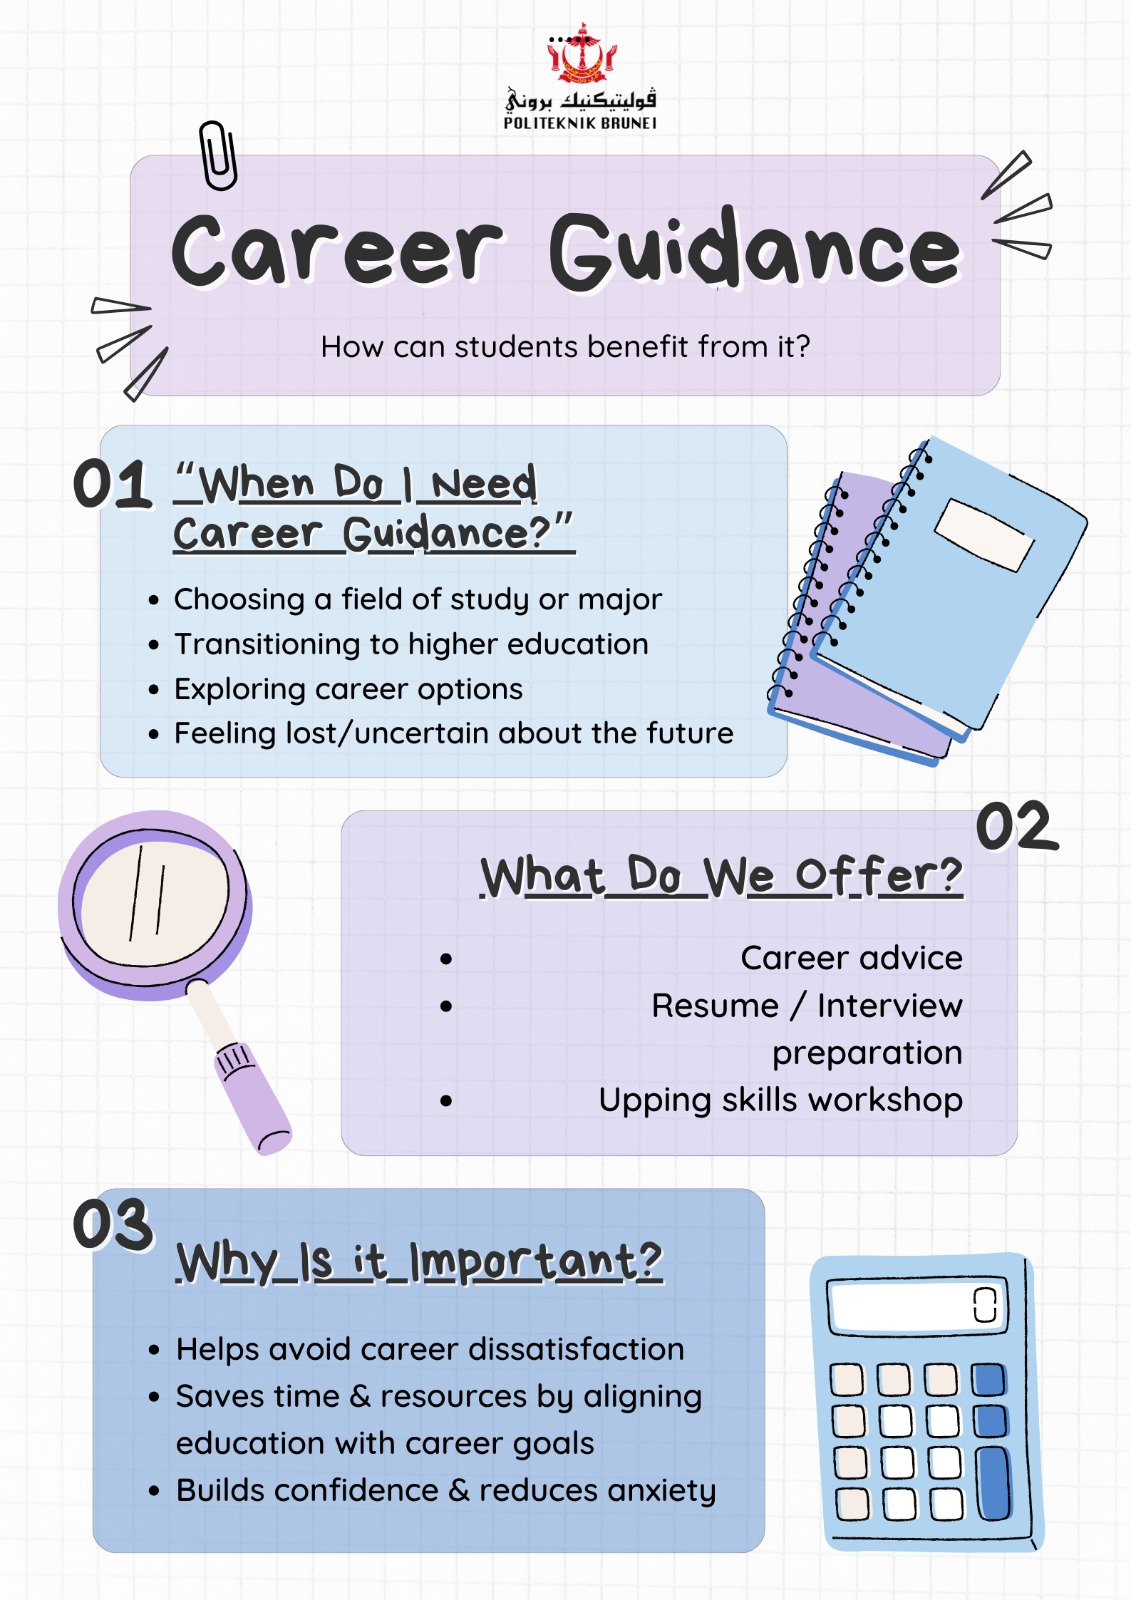 ڤوليتيكنيك بروني
POLITEKNIK BRUNEI
Career Guidance
How can students benefit from it?
01
“When Do I Need
Career Guidance?”
• Choosing a field of study or major
• Transitioning to higher education
• Exploring career options
• Feeling lost/uncertain about the future
02
What Do We Offer?
• Career advice
• Resume / Interview
preparation
• Upping skills workshop
03
Why Is it Important?
• Helps avoid career dissatisfaction
• Saves time & resources by aligning
education with career goals
• Builds confidence & reduces anxiety
0